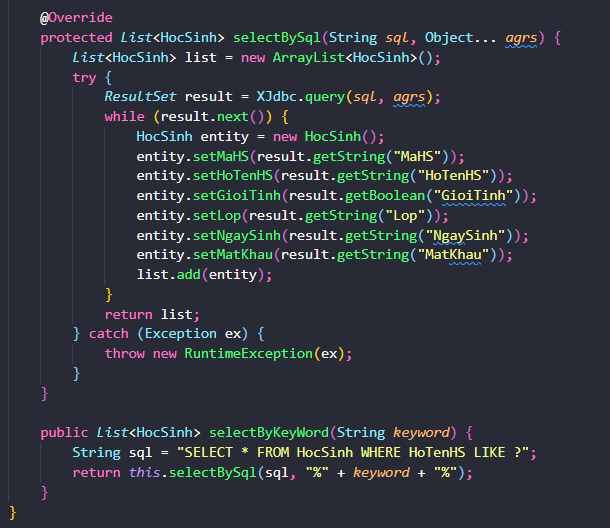 @Override
protected List<HocSinh> selectBySql(String sql, Object... agrs) {
List<HocSinh> list = new ArrayList<HocSinh>();
try {
ResultSet result = XJdbc.query(sql, agrs);
while (result.next()) {
HocSinh entity = new HocSinh();
entity.setMaHS(result.getString("MaHS"));
entity.setHoTenHS(result.getString("HoTenHS"));
entity.setGioiTinh(result.getBoolean("GioiTinh"));
entity.setLop(result.getString("Lop"));
entity.setNgaySinh(result.getString("NgaySinh"));
entity.setMatKhau(result.getString("MatKhau"));
list.add(entity);
}
return list;
} catch (Exception ex) {
throw new RuntimeException(ex);
}
}
public List<HocSinh> selectByKeyWord(String keyword) {
String sql = "SELECT * FROM HocSinh WHERE HoTenHS LIKE ?";
return this.selectBySql(sql, "%" + keyword + "%");
}
}